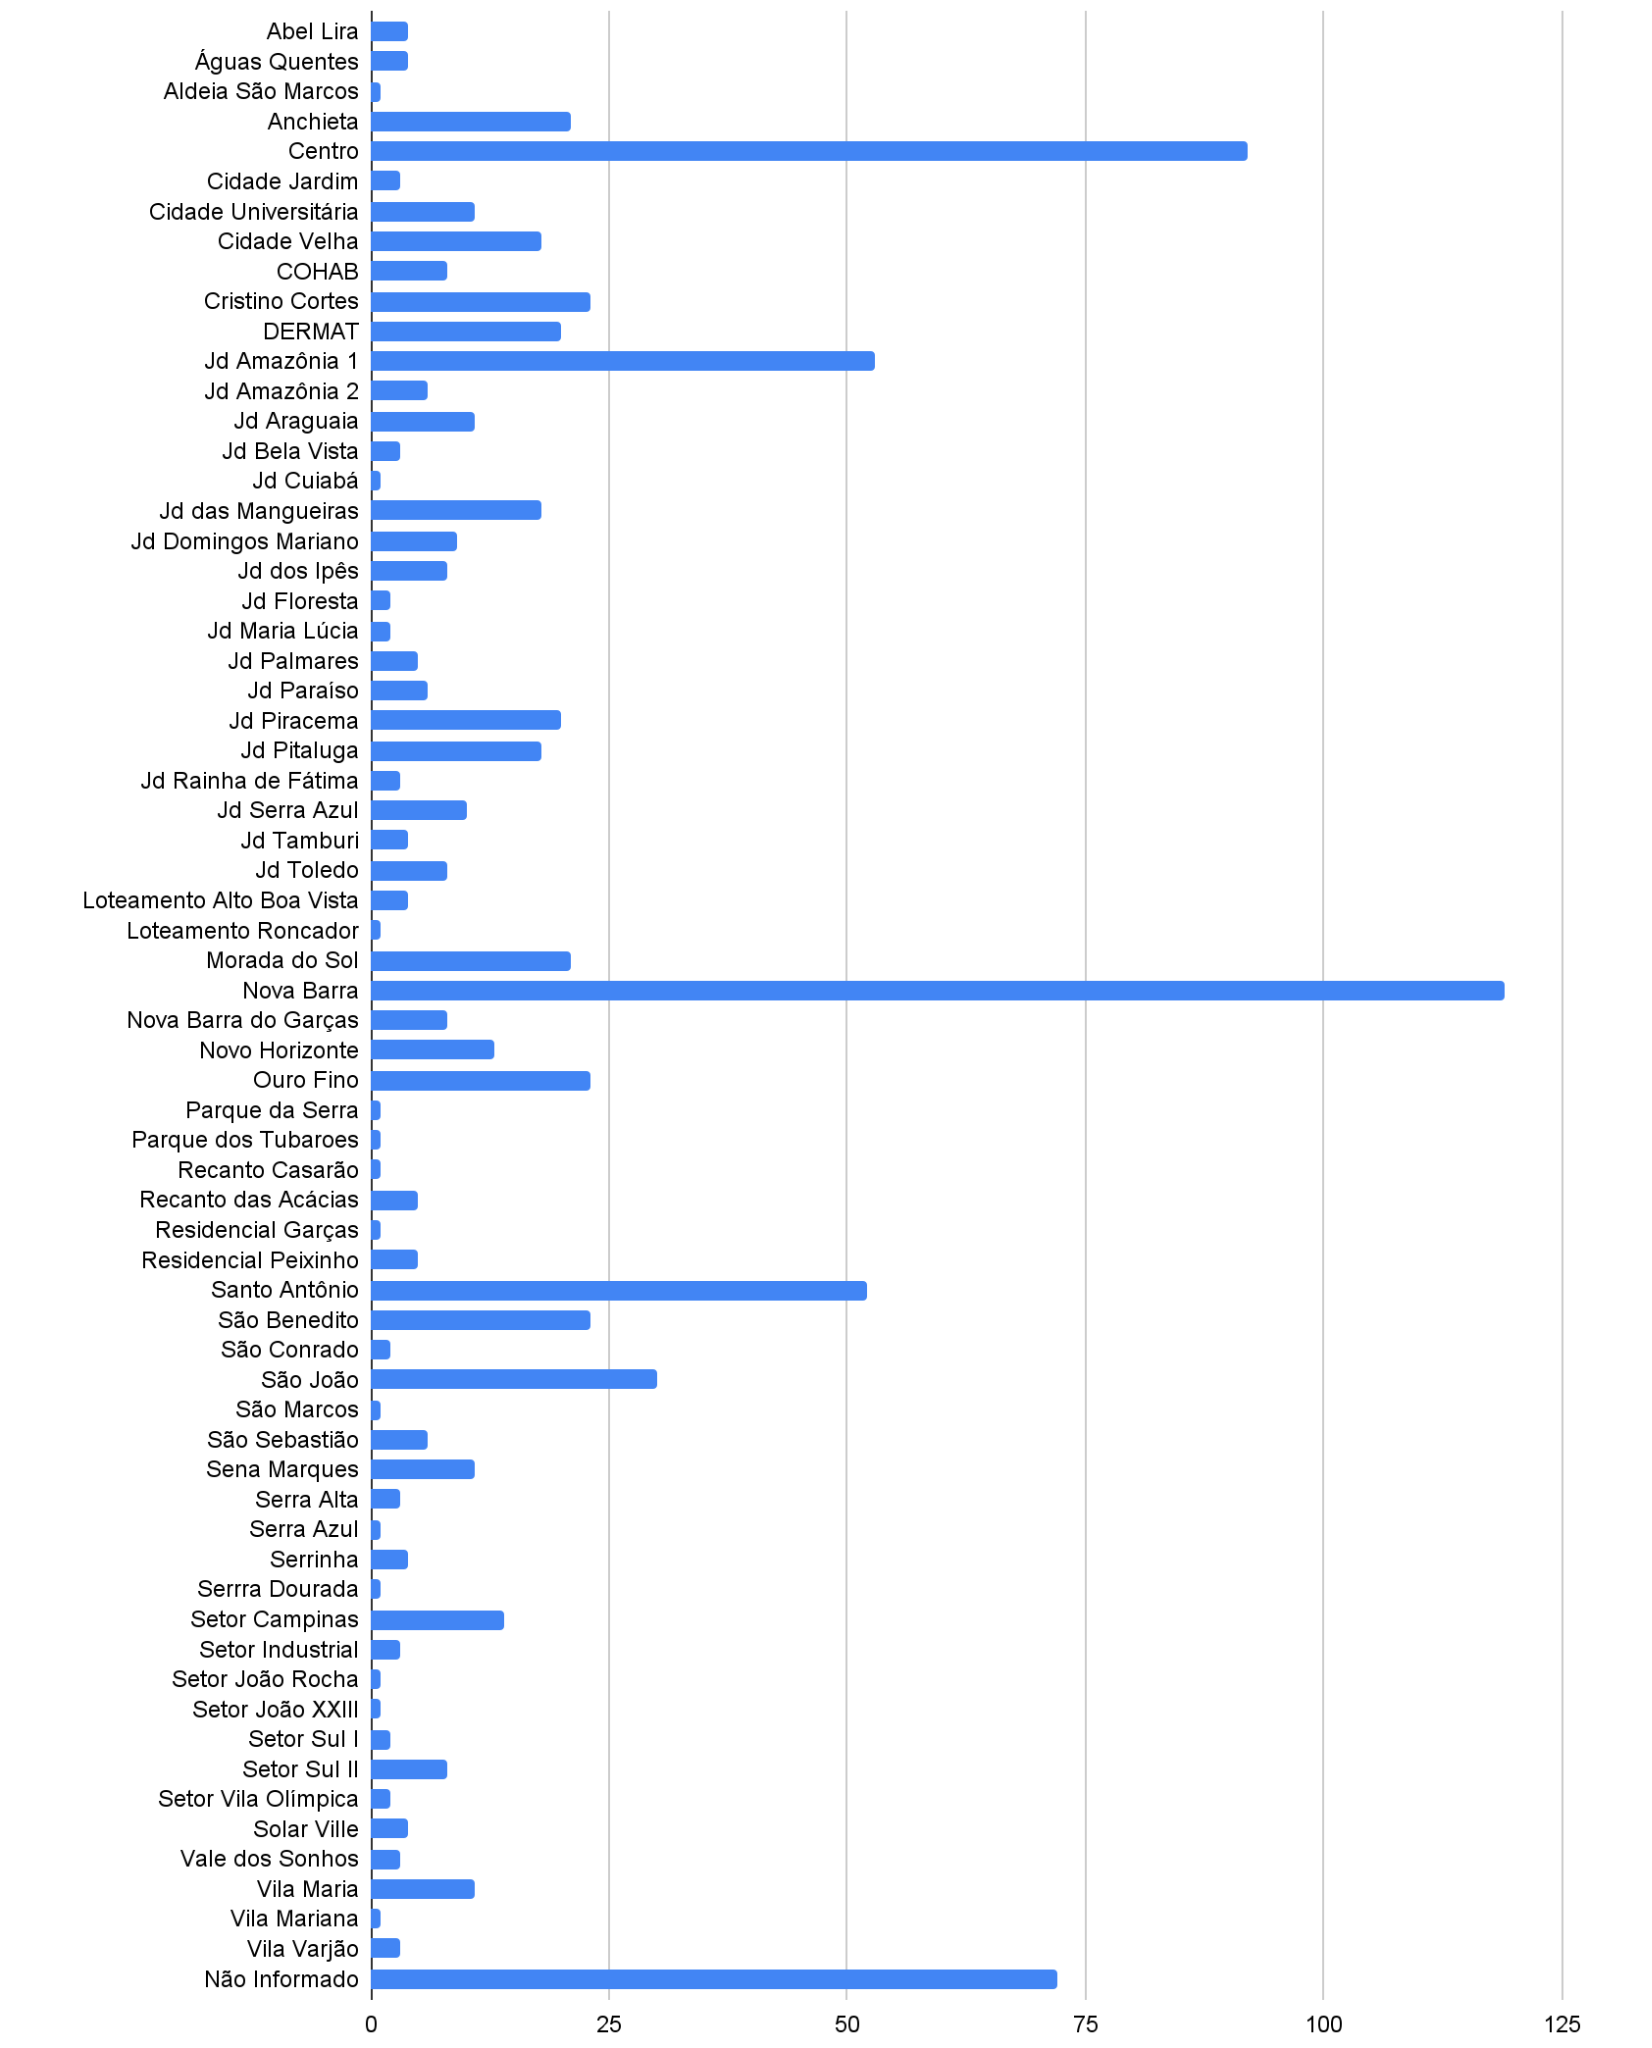 Abel Lira
Águas Quentes
Aldeia São Marcos
Anchieta
Centro
Cidade Jardim
Cidade Universitária
Cidade Velha
COHAB
Cristino Cortes
DERMAT
Jd Amazônia 1
Jd Amazônia 2
Jd Araguaia
Jd Bela Vista
Jd Cuiabá
Jd das Mangueiras
Jd Domingos Mariano
Jd dos Ipês
Jd Floresta
Jd Maria Lúcia
Jd Palmares
Jd Paraíso
Jd Piracema
Jd Pitaluga
Jd Rainha de Fátima
Jd Serra Azul
Jd Tamburi
Jd Toledo
Loteamento Alto Boa Vista
Loteamento Roncador
Morada do Sol
Nova Barra
Nova Barra do Garças
Novo Horizonte
Ouro Fino
Parque da Serra
Parque dos Tubaroes
Recanto Casarão
Recanto das Acácias
Residencial Garças
Residencial Peixinho
Santo Antônio
São Benedito
São Conrado
São João
São Marcos
São Sebastião
Sena Marques
Serra Alta
Serra Azul
Serrinha
Serrra Dourada
Setor Campinas
Setor Industrial
Setor João Rocha
Setor João XXIII
Setor Sul I
Setor Sul II
Setor Vila Olímpica
Solar Ville
Vale dos Sonhos
Vila Maria
Vila Mariana
Vila Varjão
Não Informado
0 25 50 75 100 125